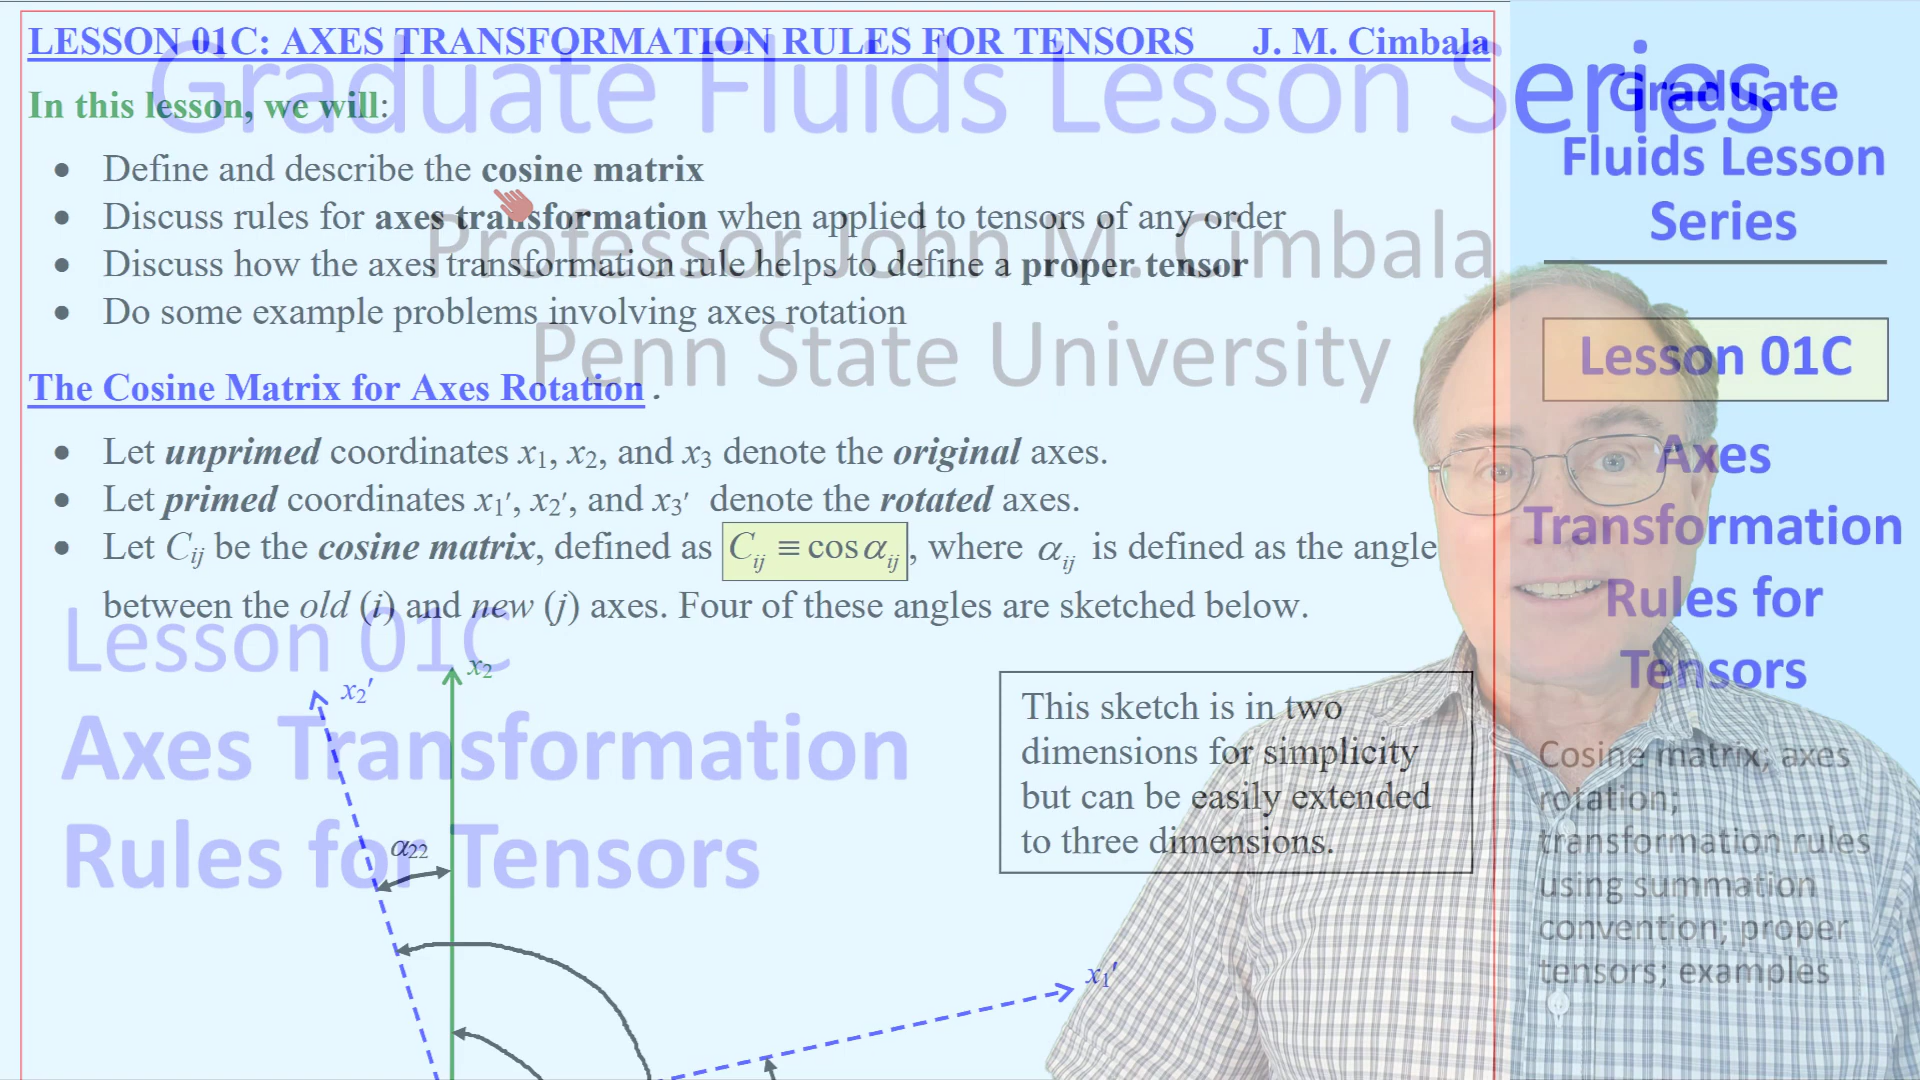 LESSON 01C: AXES TRANSFORMATION RULES FOR TENSORS J. M. Cimbala
In this lesson, we will:
• Define and describe the cosine matrix
• Discuss rules for axes transformation when applied to tensors of any order
• Discuss how the axes transformation rule helps to define a proper tensor
• Do some example problems involving axes rotation
The Cosine Matrix for Axes Rotation
• Let unprimed coordinates x₁, x₂, and x₃ denote the original axes.
• Let primed coordinates x₁′, x₂′, and x₃′ denote the rotated axes.
• Let Cᵢⱼ be the cosine matrix, defined as Cᵢⱼ ≡ cos αᵢⱼ, where αᵢⱼ is defined as the angle
between the old (i) and new (j) axes. Four of these angles are sketched below.
x₂
x₂′
α₂₂
x₁′
This sketch is in two
dimensions for simplicity
but can be easily extended
to three dimensions.
Graduate Fluids Lesson Series
Professor John M. Cimbala
Penn State University
Lesson 01C
Axes Transformation
Rules for Tensors
Graduate
Fluids Lesson
Series
Lesson 01C
Axes
Transformation
Rules for
Tensors
Cosine matrix; axes
rotation;
transformation rules
using summation
convention; proper
tensors; examples